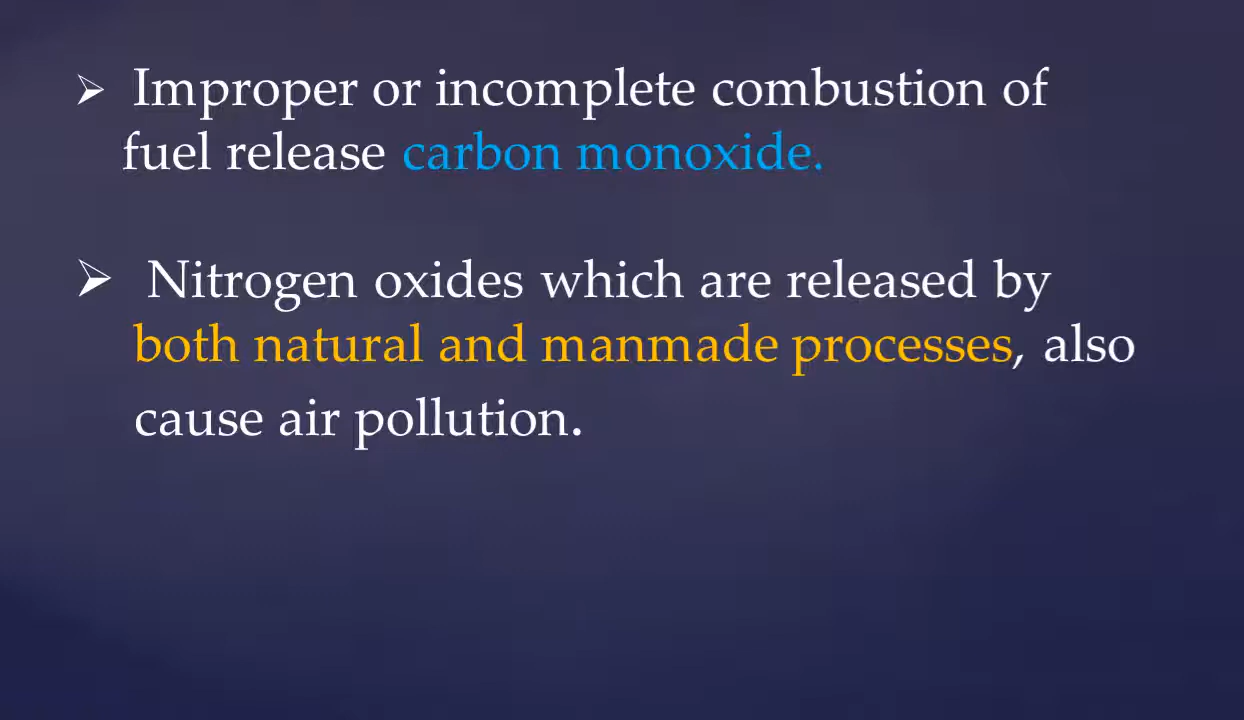 ➢ Improper or incomplete combustion of
fuel release carbon monoxide.
➢ Nitrogen oxides which are released by
both natural and manmade processes, also
cause air pollution.